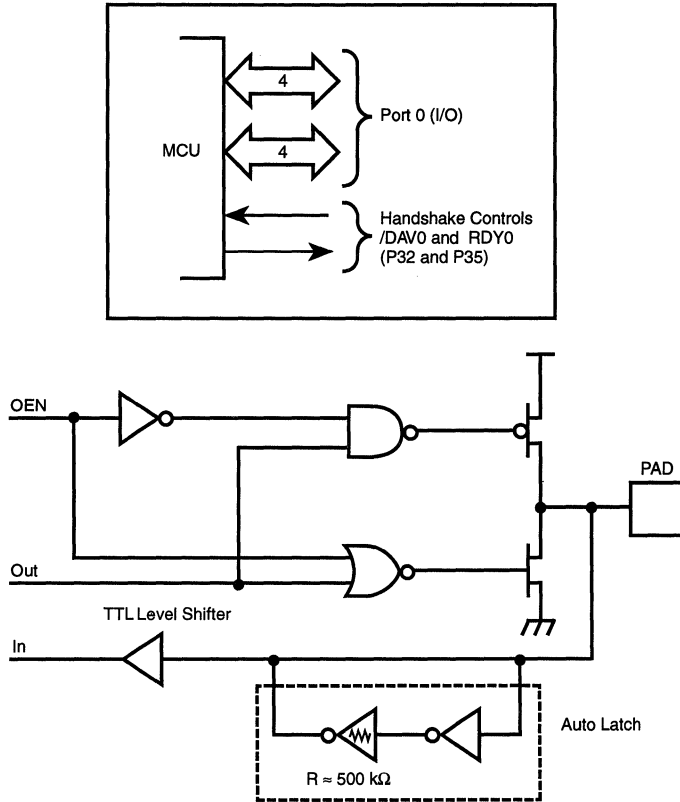 MCU
4
4
Port 0 (I/O)
Handshake Controls
/DAV0 and RDY0
(P32 and P35)
OEN
PAD
Out
TTL Level Shifter
In
Auto Latch
R ≈ 500 kΩ